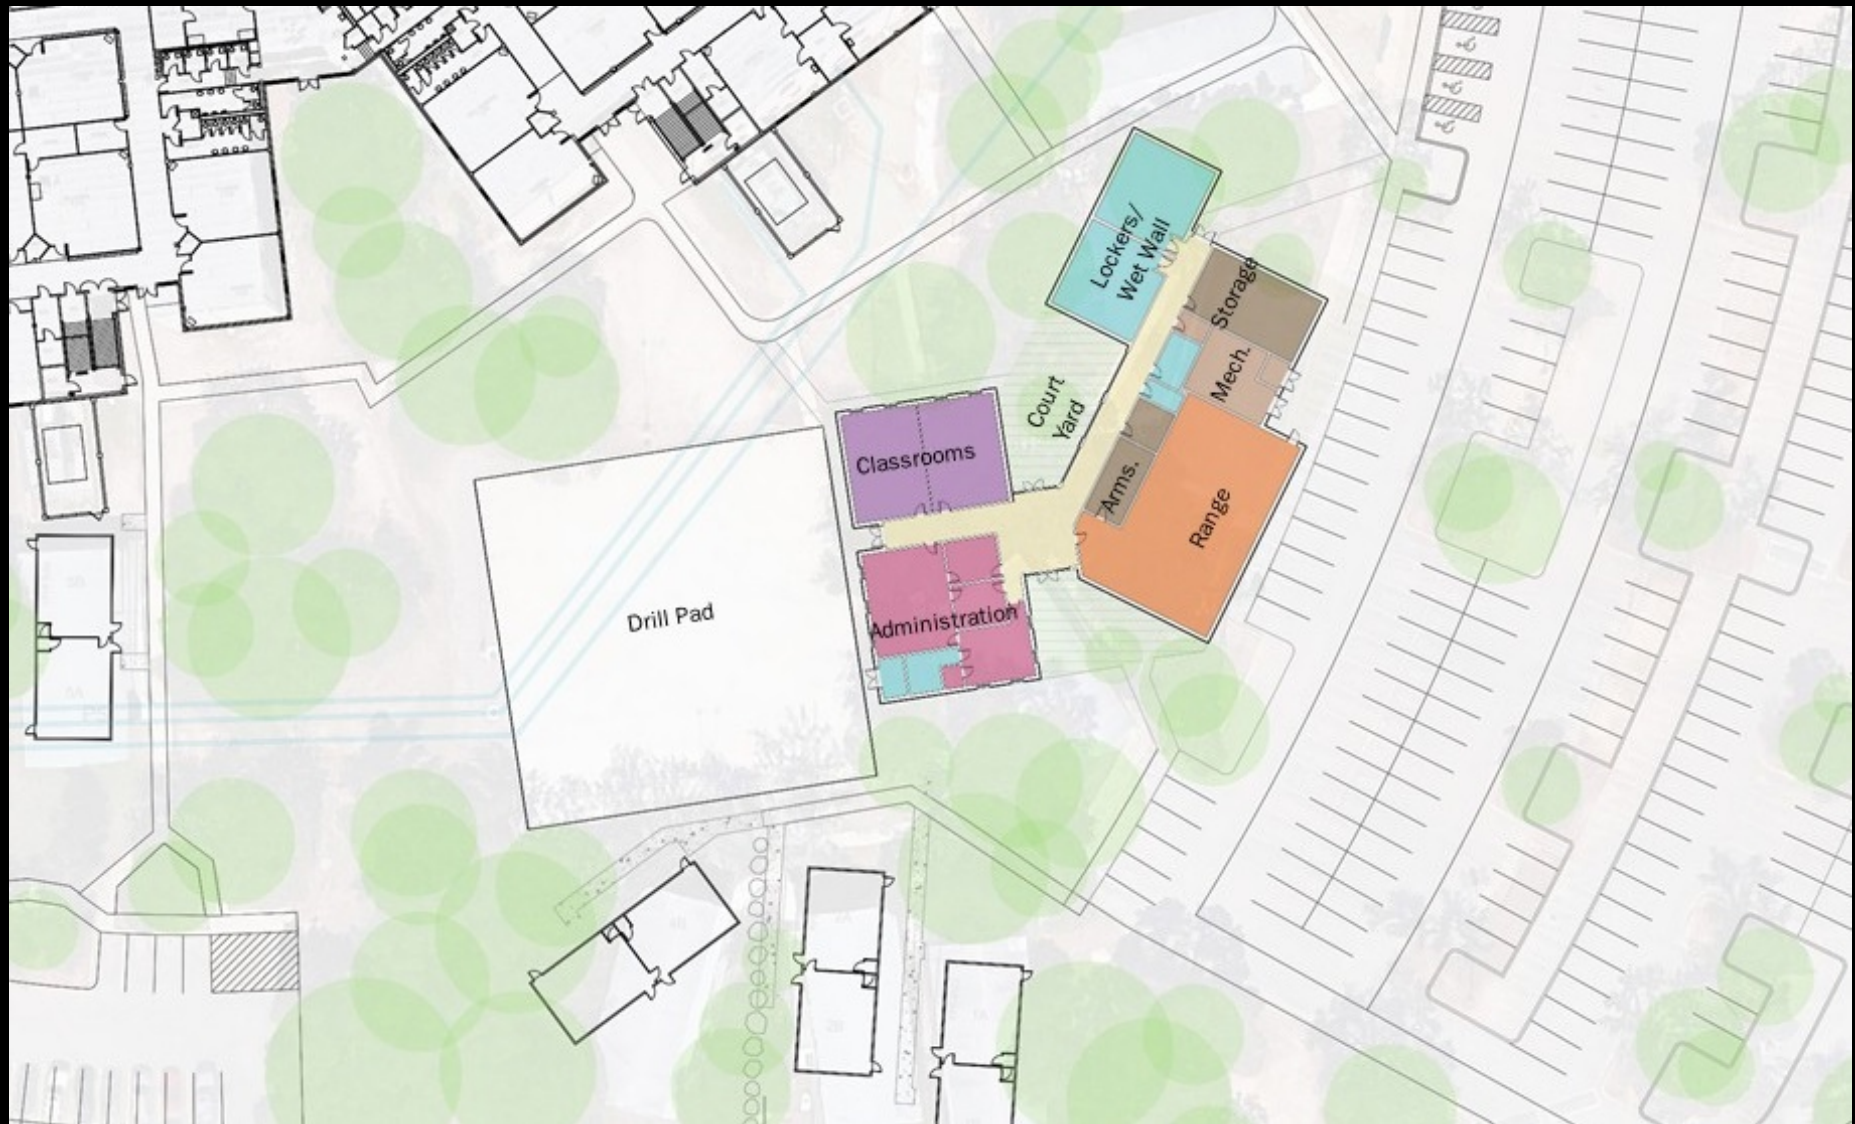 Lockers/
Wet Wall
Storage
Mech.
Court
Yard
Classrooms
Arms.
Range
Administration
Drill Pad